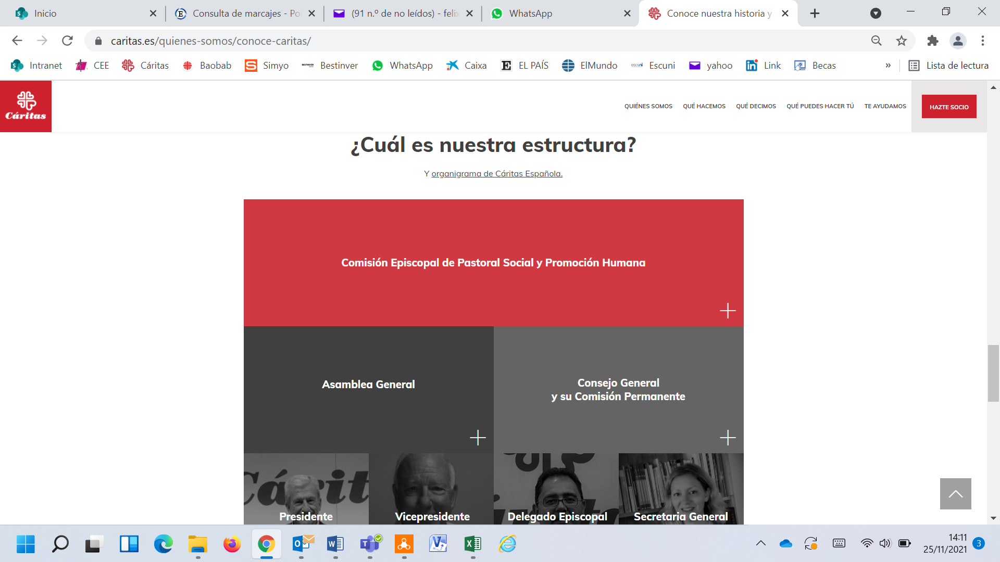 Inicio
Consulta de marcajes - Po
(91 n.º de no leídos) - felix
WhatsApp
Conoce nuestra historia y
caritas.es/quienes-somos/conoce-caritas/
Intranet
CEE
Cáritas
Baobab
Simyo
Bestinver
WhatsApp
Caixa
EL PAÍS
ElMundo
Escuni
yahoo
Link
Becas
»
Lista de lectura
Cáritas
QUIÉNES SOMOS
QUÉ HACEMOS
QUÉ DECIMOS
QUÉ PUEDES HACER TÚ
TE AYUDAMOS
HAZTE SOCIO
¿Cuál es nuestra estructura?
Y organigrama de Cáritas Española.
Comisión Episcopal de Pastoral Social y Promoción Humana
Asamblea General
Consejo General
y su Comisión Permanente
Presidente
Vicepresidente
Delegado Episcopal
Secretaria General
14:11
25/11/2021
3